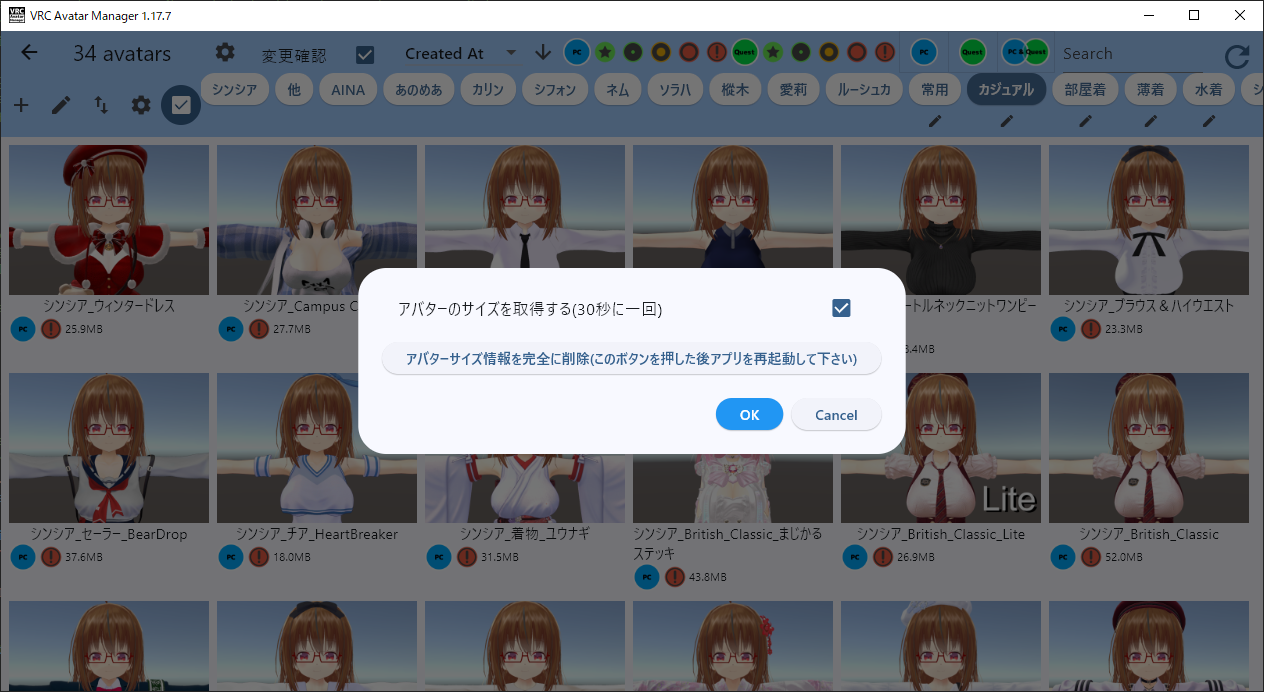 VRC Avatar Manager 1.17.7
34 avatars
変更確認
Created At
PC
Quest
PC
Quest
PC & Quest
Search
シンシア
他
AINA
あのめあ
カリン
シフォン
ネム
ソラハ
樅木
愛莉
ルーシュカ
常用
カジュアル
部屋着
薄着
水着
シンシア_ウィンタードレス
シンシア_Campus C
ートルネックニットワンピー
シンシア_ブラウス＆ハイウエスト
PC
25.9MB
PC
27.7MB
3.4MB
PC
23.3MB
アバターのサイズを取得する(30秒に一回)
アバターサイズ情報を完全に削除(このボタンを押した後アプリを再起動して下さい)
OK
Cancel
Lite
シンシア_セーラー_BearDrop
シンシア_チア_HeartBreaker
シンシア_着物_ユウナギ
シンシア_British_Classic_まじかる
ステッキ
シンシア_British_Classic_Lite
シンシア_British_Classic
PC
37.6MB
PC
18.0MB
PC
31.5MB
PC
43.8MB
PC
26.9MB
PC
52.0MB